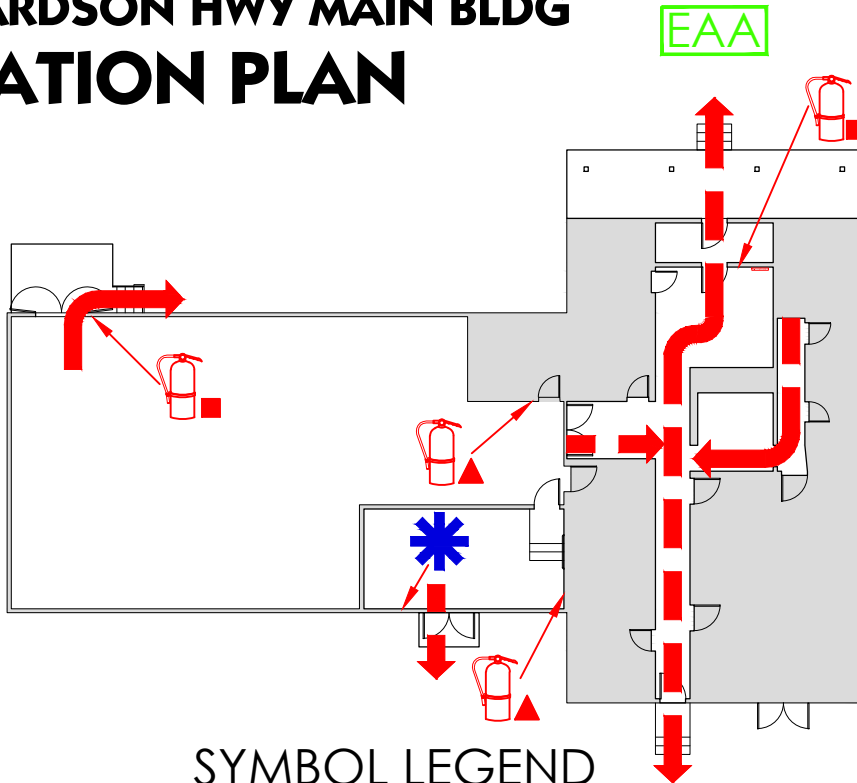 ARDSON HWY MAIN BLDG
ATION PLAN
EAA
SYMBOL LEGEND